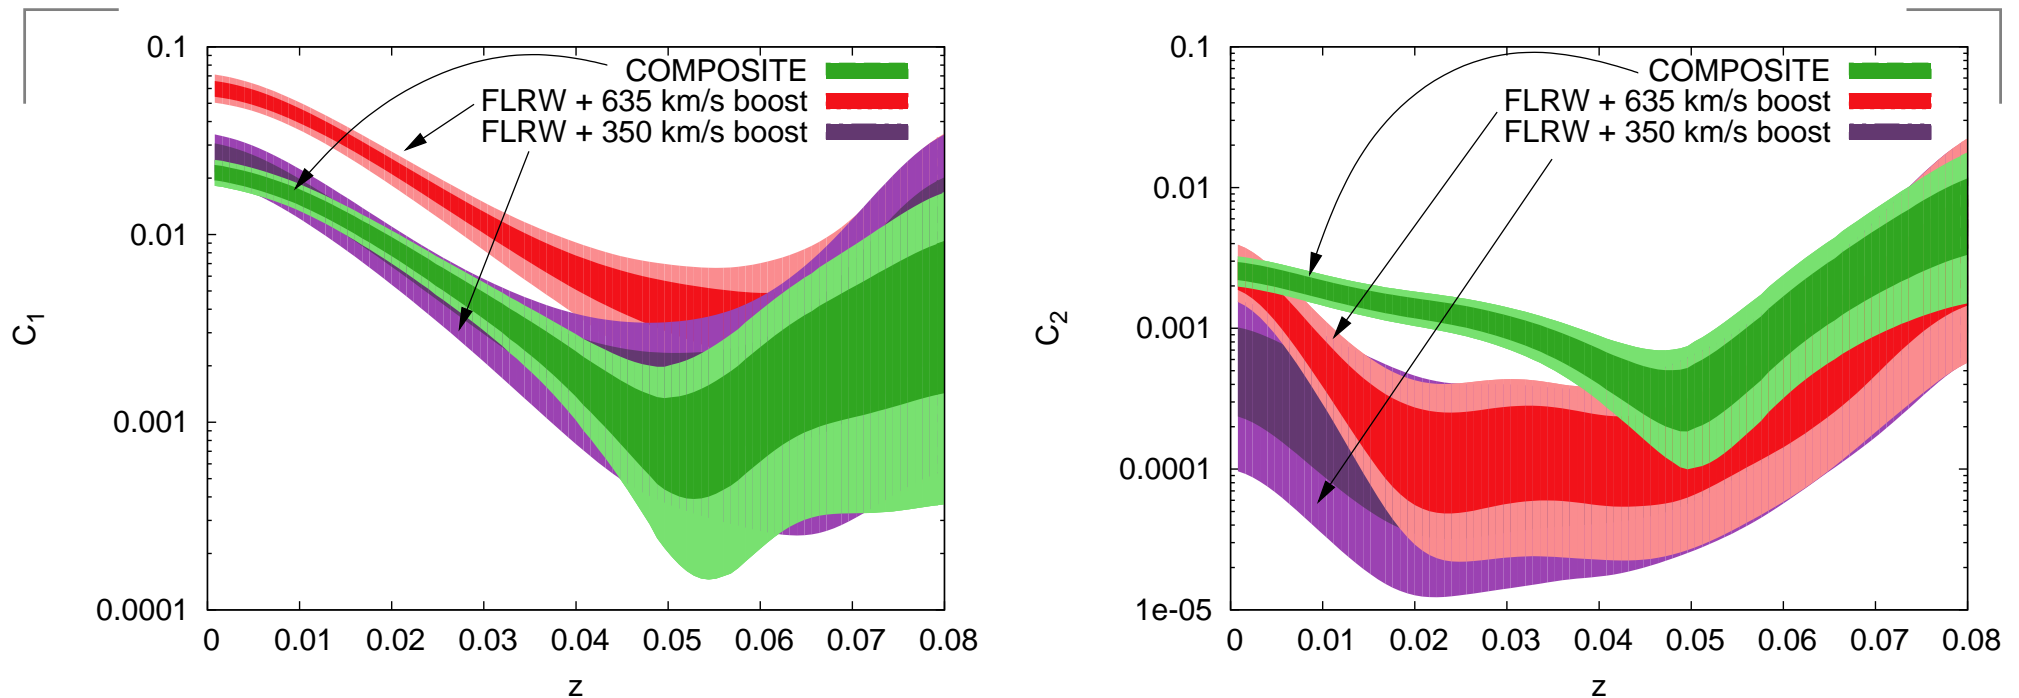 0.1
0.01
0.001
0.0001
C1
COMPOSITE
FLRW + 635 km/s boost
FLRW + 350 km/s boost
0 0.01 0.02 0.03 0.04 0.05 0.06 0.07 0.08
z
0.1
0.01
0.001
0.0001
1e-05
C2
COMPOSITE
FLRW + 635 km/s boost
FLRW + 350 km/s boost
0 0.01 0.02 0.03 0.04 0.05 0.06 0.07 0.08
z